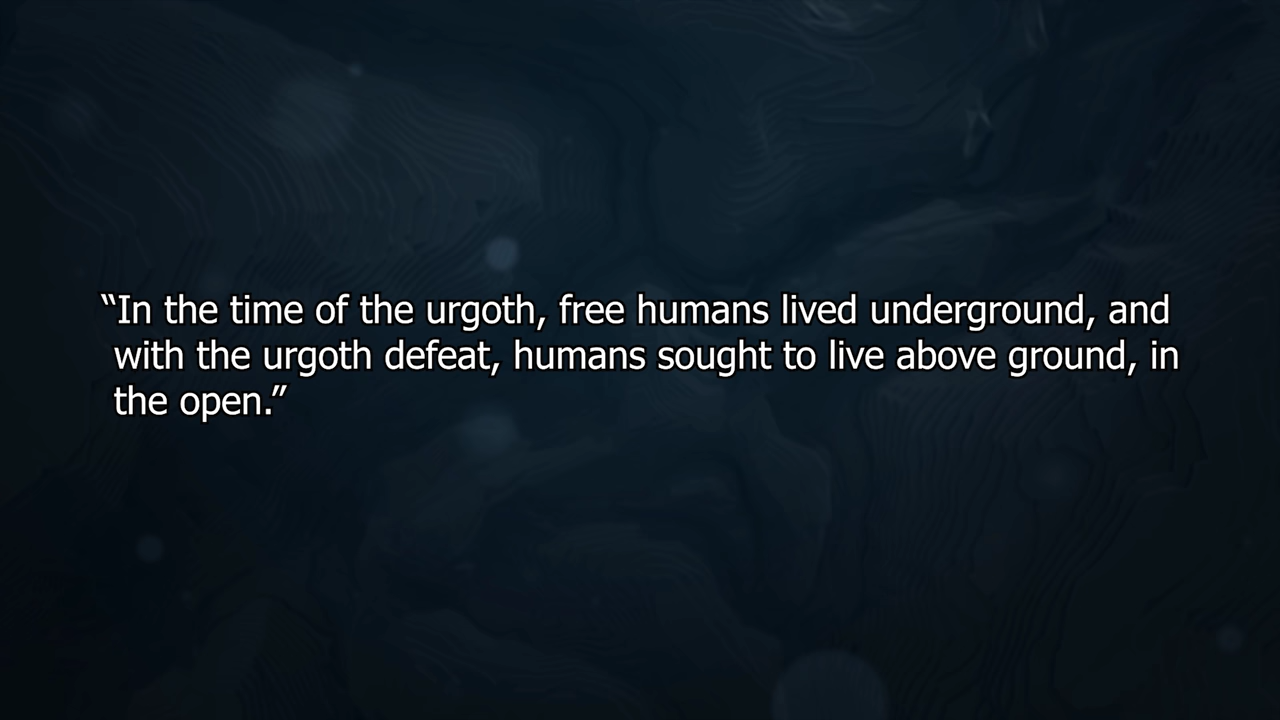 “In the time of the urgoth, free humans lived underground, and
with the urgoth defeat, humans sought to live above ground, in
the open.”